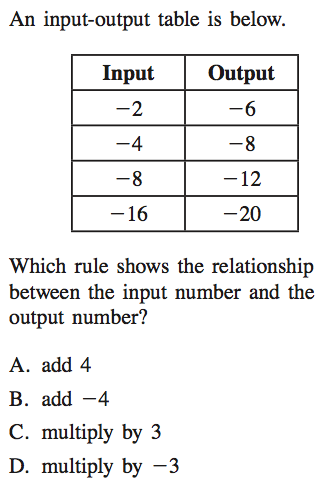 An input-output table is below.
Input Output
−2 −6
−4 −8
−8 −12
−16 −20
Which rule shows the relationship
between the input number and the
output number?
A. add 4
B. add −4
C. multiply by 3
D. multiply by −3